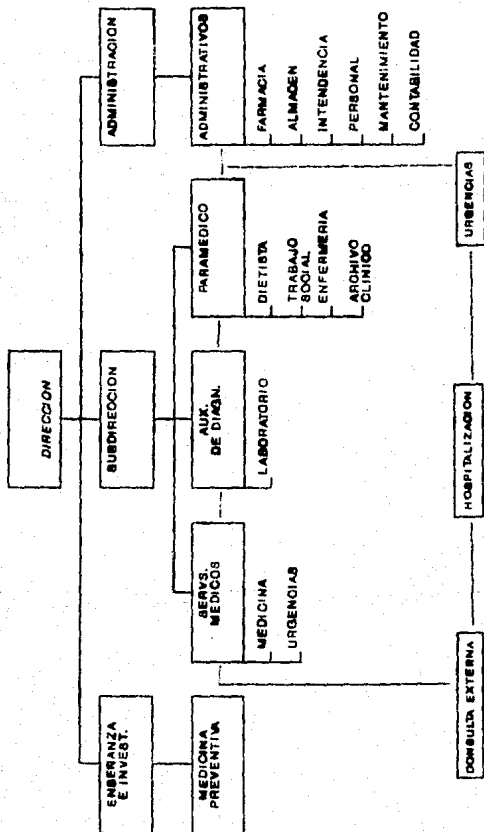 DIRECCION
ENSEÑANZA
E INVEST.
SUBDIRECCION
ADMINISTRACION
MEDICINA
PREVENTIVA
SERVS.
MEDICOS
AUX.
DE DIAGN.
PARAMEDICO
ADMINISTRATIVOS
MEDICINA
URGENCIAS
LABORATORIO
DIETISTA
TRABAJO
SOCIAL
ENFERMERIA
ARCHIVO
CLINICO
FARMACIA
ALMACEN
INTENDENCIA
PERSONAL
MANTENIMIENTO
CONTABILIDAD
CONSULTA EXTERNA
HOSPITALIZACION
URGENCIAS